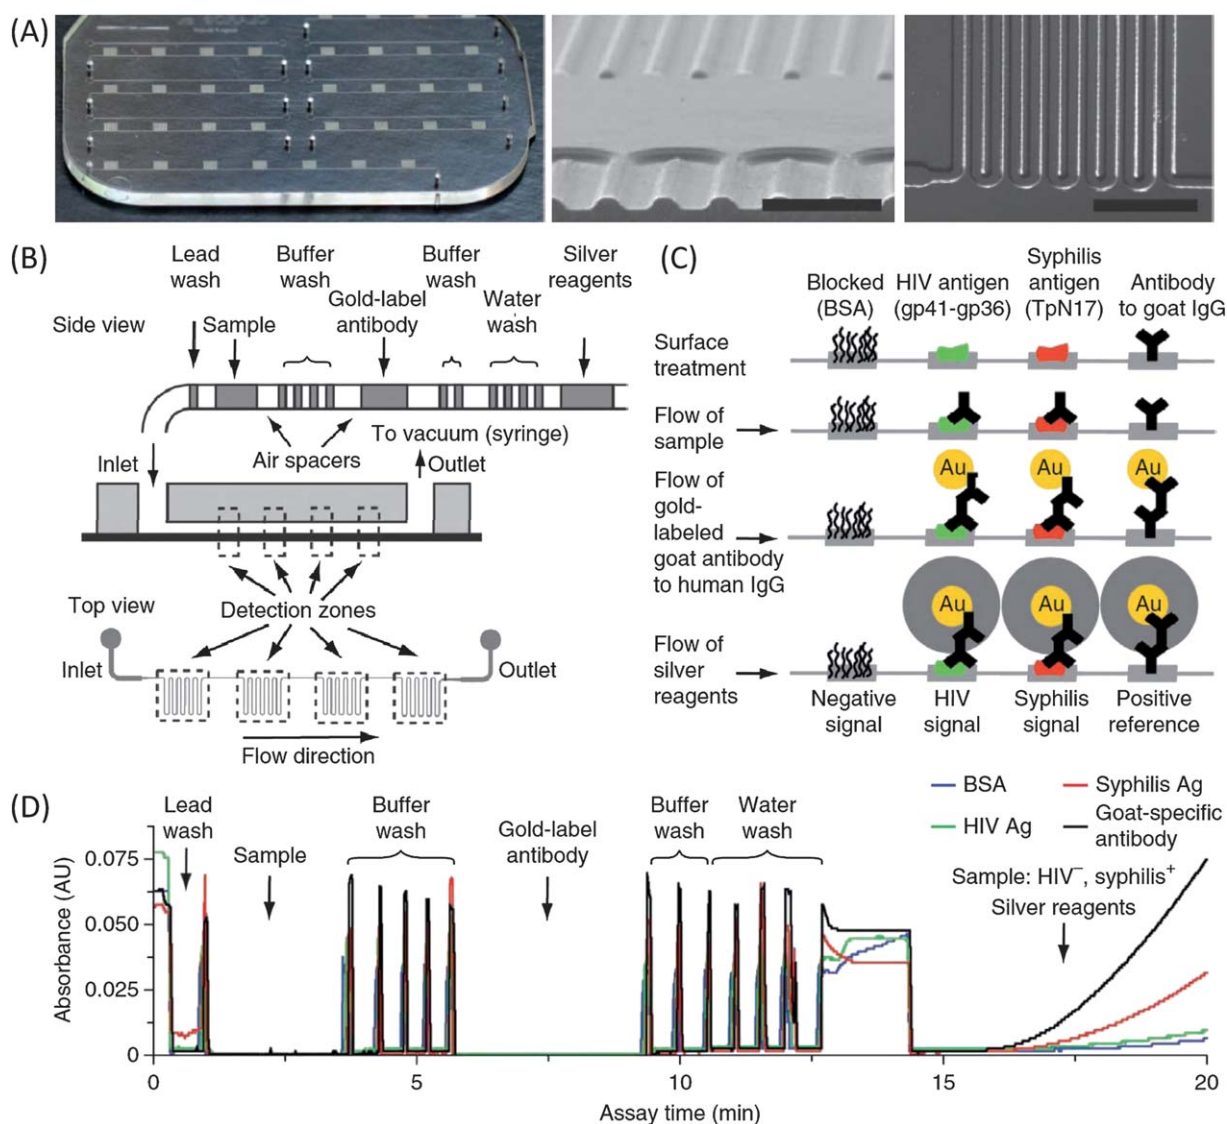 (A)
(B)
Lead
wash
Buffer
wash
Buffer
wash
Silver
reagents
Side view
Sample
Gold-label
antibody
Water
wash
To vacuum (syringe)
Inlet
Air spacers
Outlet
Top view
Detection zones
Inlet
Outlet
Flow direction
(C)
Blocked
(BSA)
HIV antigen
(gp41-gp36)
Syphilis
antigen
(TpN17)
Antibody
to goat IgG
Surface
treatment
Flow of
sample
Flow of
gold-
labeled
goat antibody
to human IgG
Au
Au
Au
Au
Au
Au
Flow of
silver
reagents
Negative
signal
HIV
signal
Syphilis
signal
Positive
reference
(D)
Lead
wash
Sample
Buffer
wash
Gold-label
antibody
Buffer
wash
Water
wash
BSA
HIV Ag
Syphilis Ag
Goat-specific
antibody
Sample: HIV⁻, syphilis⁺
Silver reagents
Absorbance (AU)
0.075
0.050
0.025
0
0
5
10
15
20
Assay time (min)